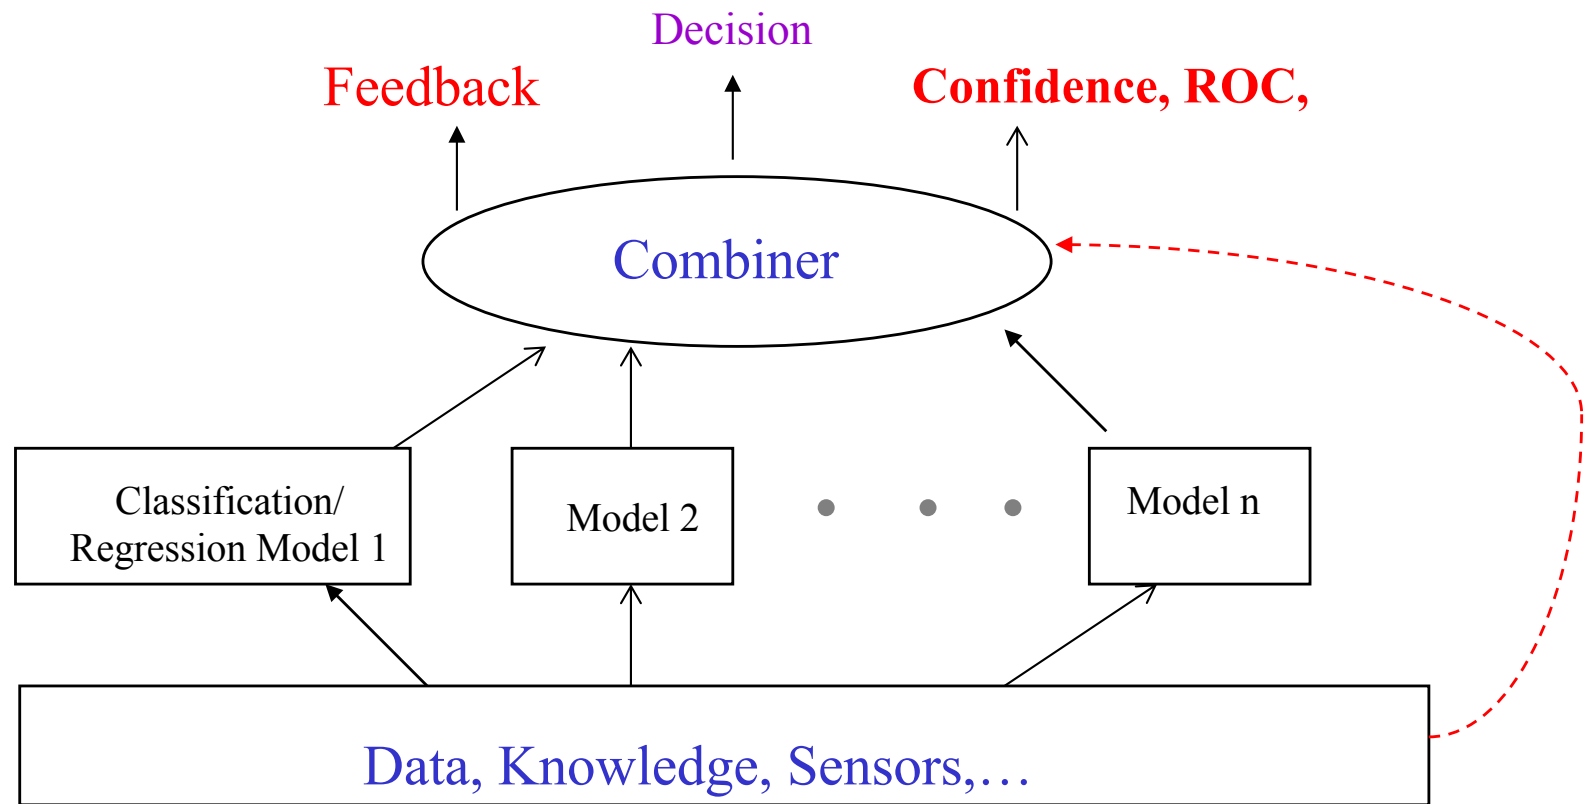 Decision
Feedback
Confidence, ROC,
Combiner
Classification/
Regression Model 1
Model 2
Model n
Data, Knowledge, Sensors,…